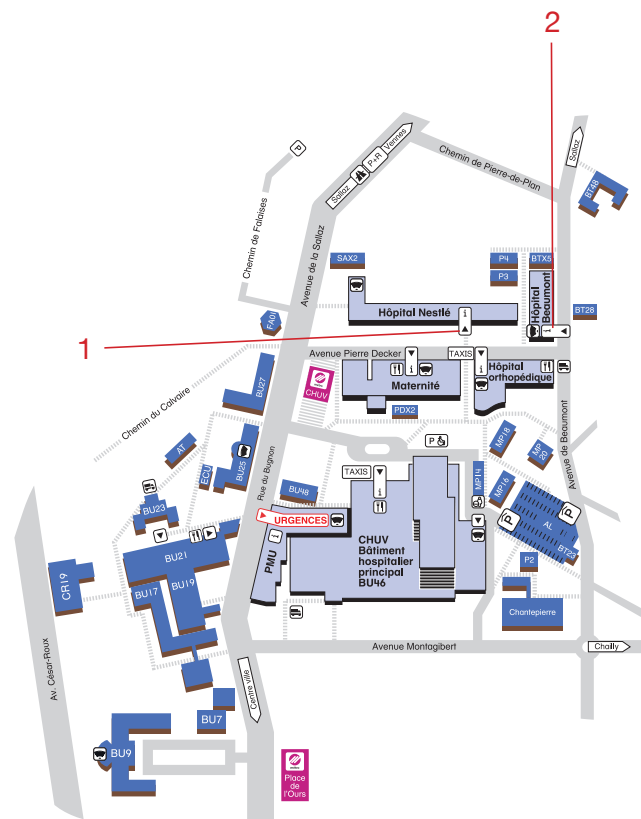 2
1
P
Sallaz
P+R
Vennes
Chemin de Pierre-de-Plan
Sallaz
BT48
Chemin de Falaises
Avenue de la Sallaz
SAX2
P4
BTX5
P3
Hôpital Nestlé
i
Hôpital
Beaumont
i
BT28
FA01
Avenue Pierre Decker
i
TAXIS
i
Maternité
Hôpital
orthopédique
CHUV
PDX2
BU27
Chemin du Calvaire
AT
ECU
BU25
Rue du Bugnon
P
MP18
MP
20
Avenue de Beaumont
BU48
TAXIS
i
MP14
MP16
P
AL
P
BT23
BU23
URGENCES
i
PMU
CHUV
Bâtiment
hospitalier
principal
BU46
BU21
BU17
BU19
CR19
P2
Chantepierre
Av. César-Roux
Avenue Montagibert
Chailly
Centre ville
BU7
BU9
Place
de
l'Ours